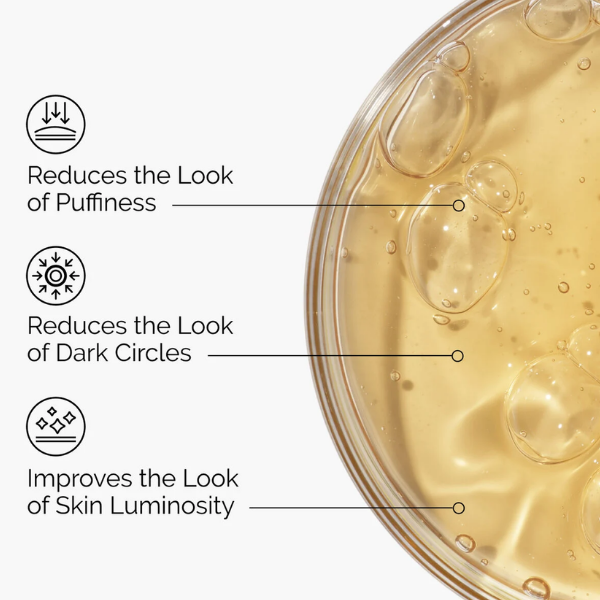 Reduces the Look
of Puffiness
Reduces the Look
of Dark Circles
Improves the Look
of Skin Luminosity